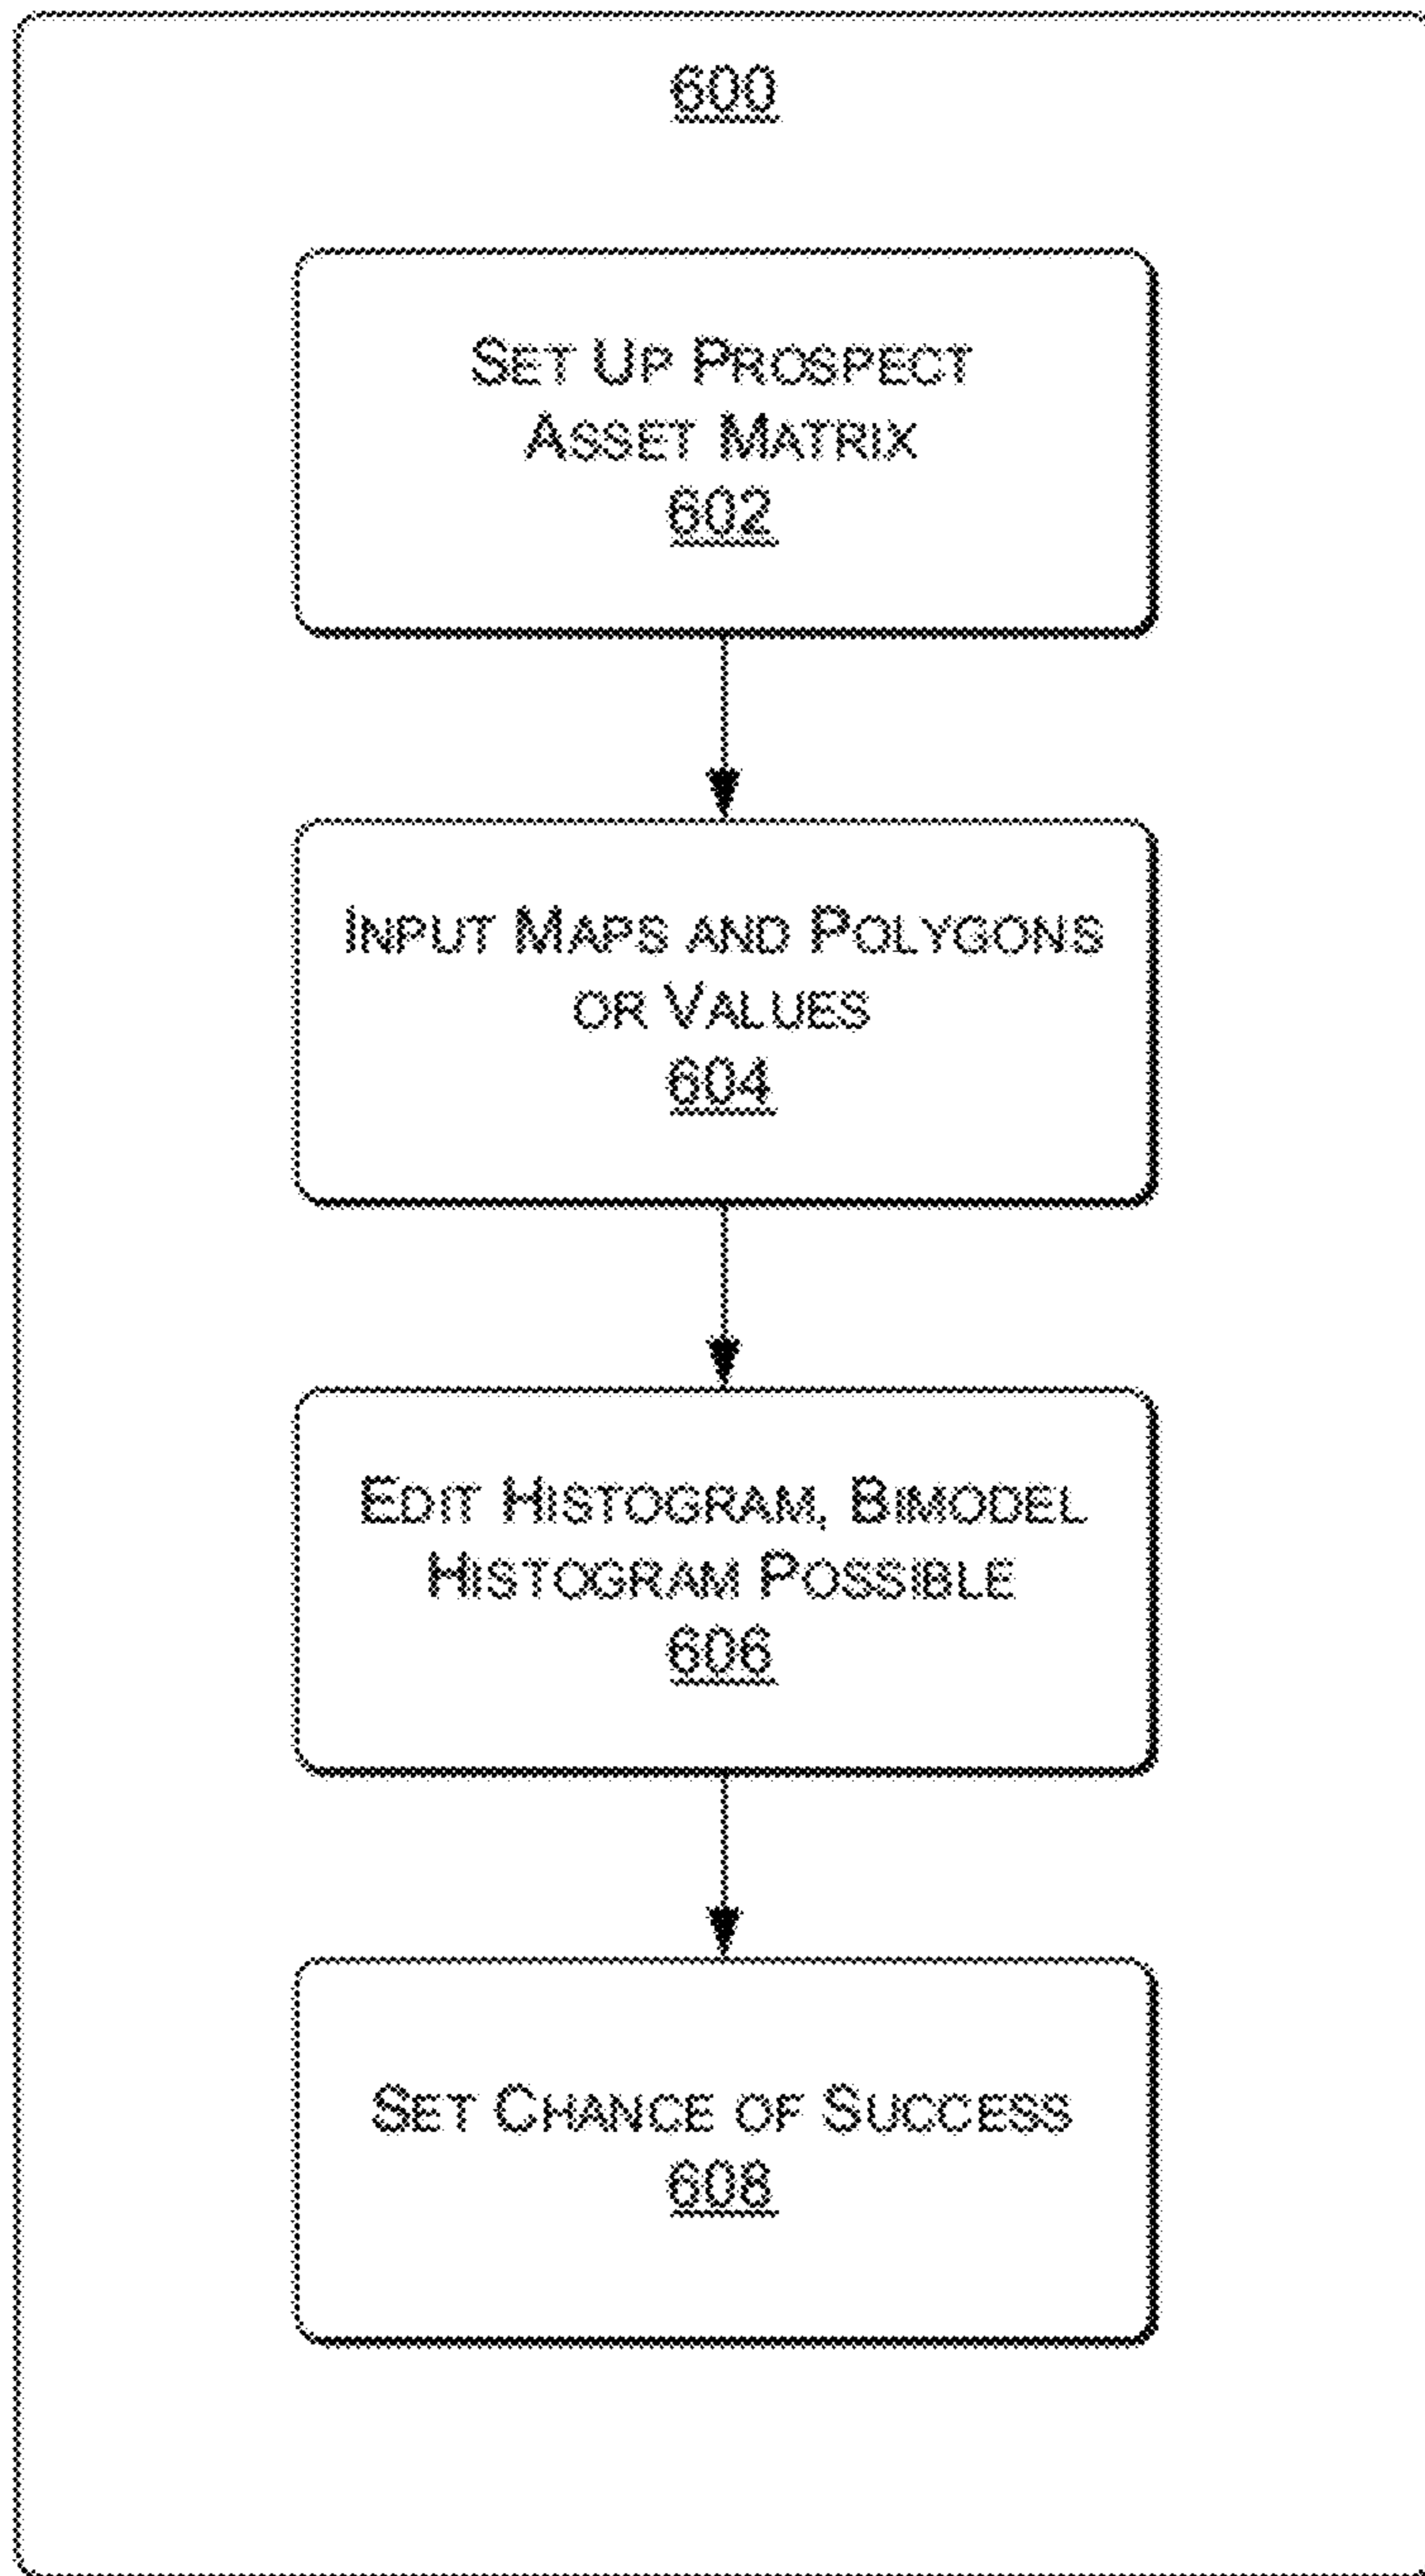 600
SET UP PROSPECT
ASSET MATRIX
602
INPUT MAPS AND POLYGONS
OR VALUES
604
EDIT HISTOGRAM, BIMODEL
HISTOGRAM POSSIBLE
606
SET CHANCE OF SUCCESS
608